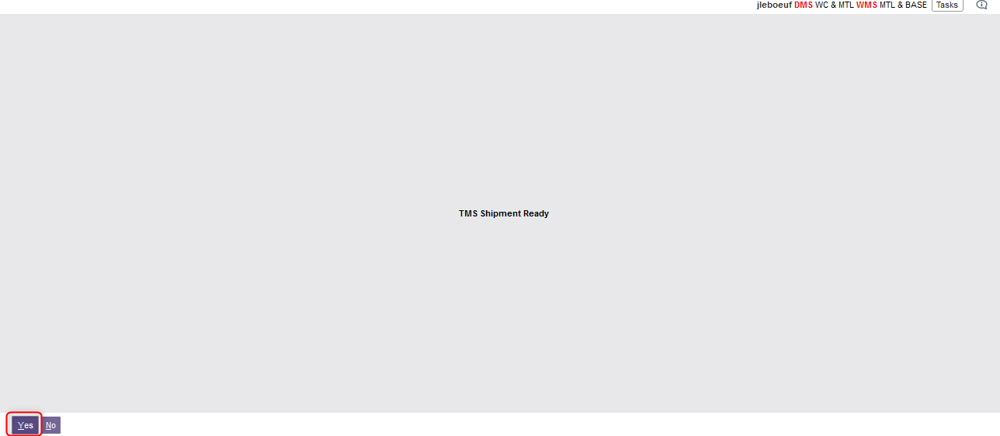 jleboeuf DMS WC & MTL WMS MTL & BASE Tasks
TMS Shipment Ready
Yes No